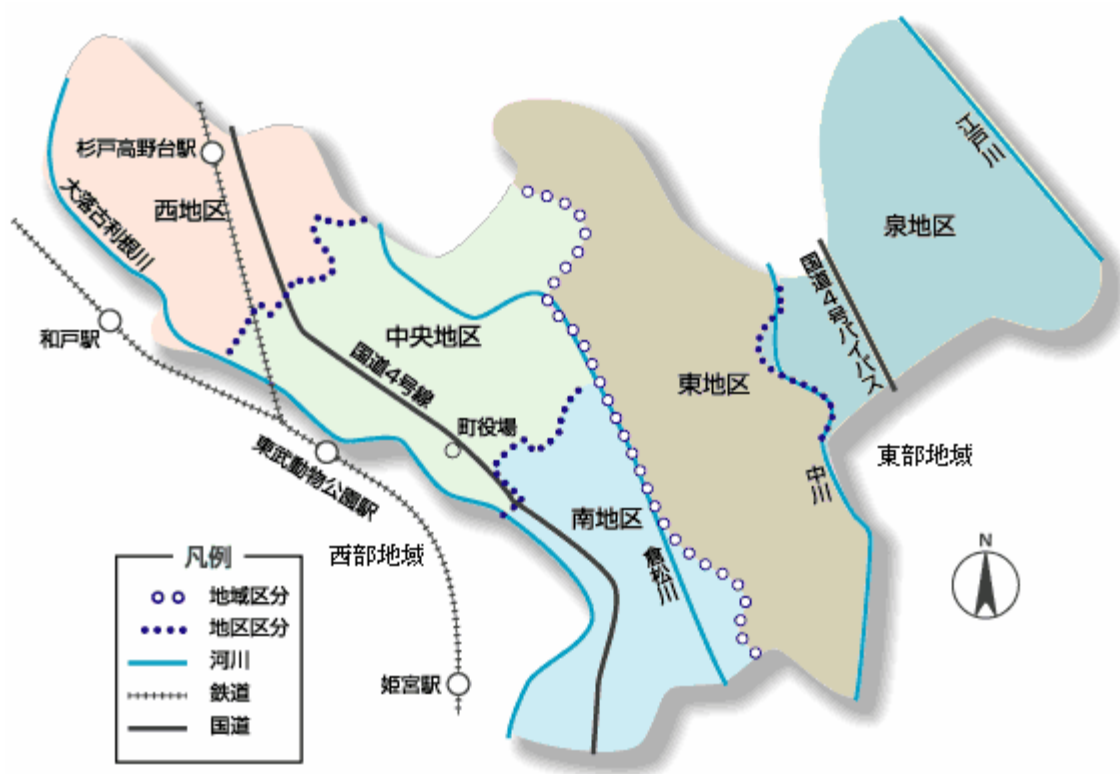 杉戸高野台駅
西地区
大落古利根川
和戸駅
中央地区
国道4号線
町役場
東武動物公園駅
西部地域
姫宮駅
南地区
倉松川
東地区
中川
東部地域
国道4号バイパス
泉地区
江戸川
N
凡例
地域区分
地区区分
河川
鉄道
国道